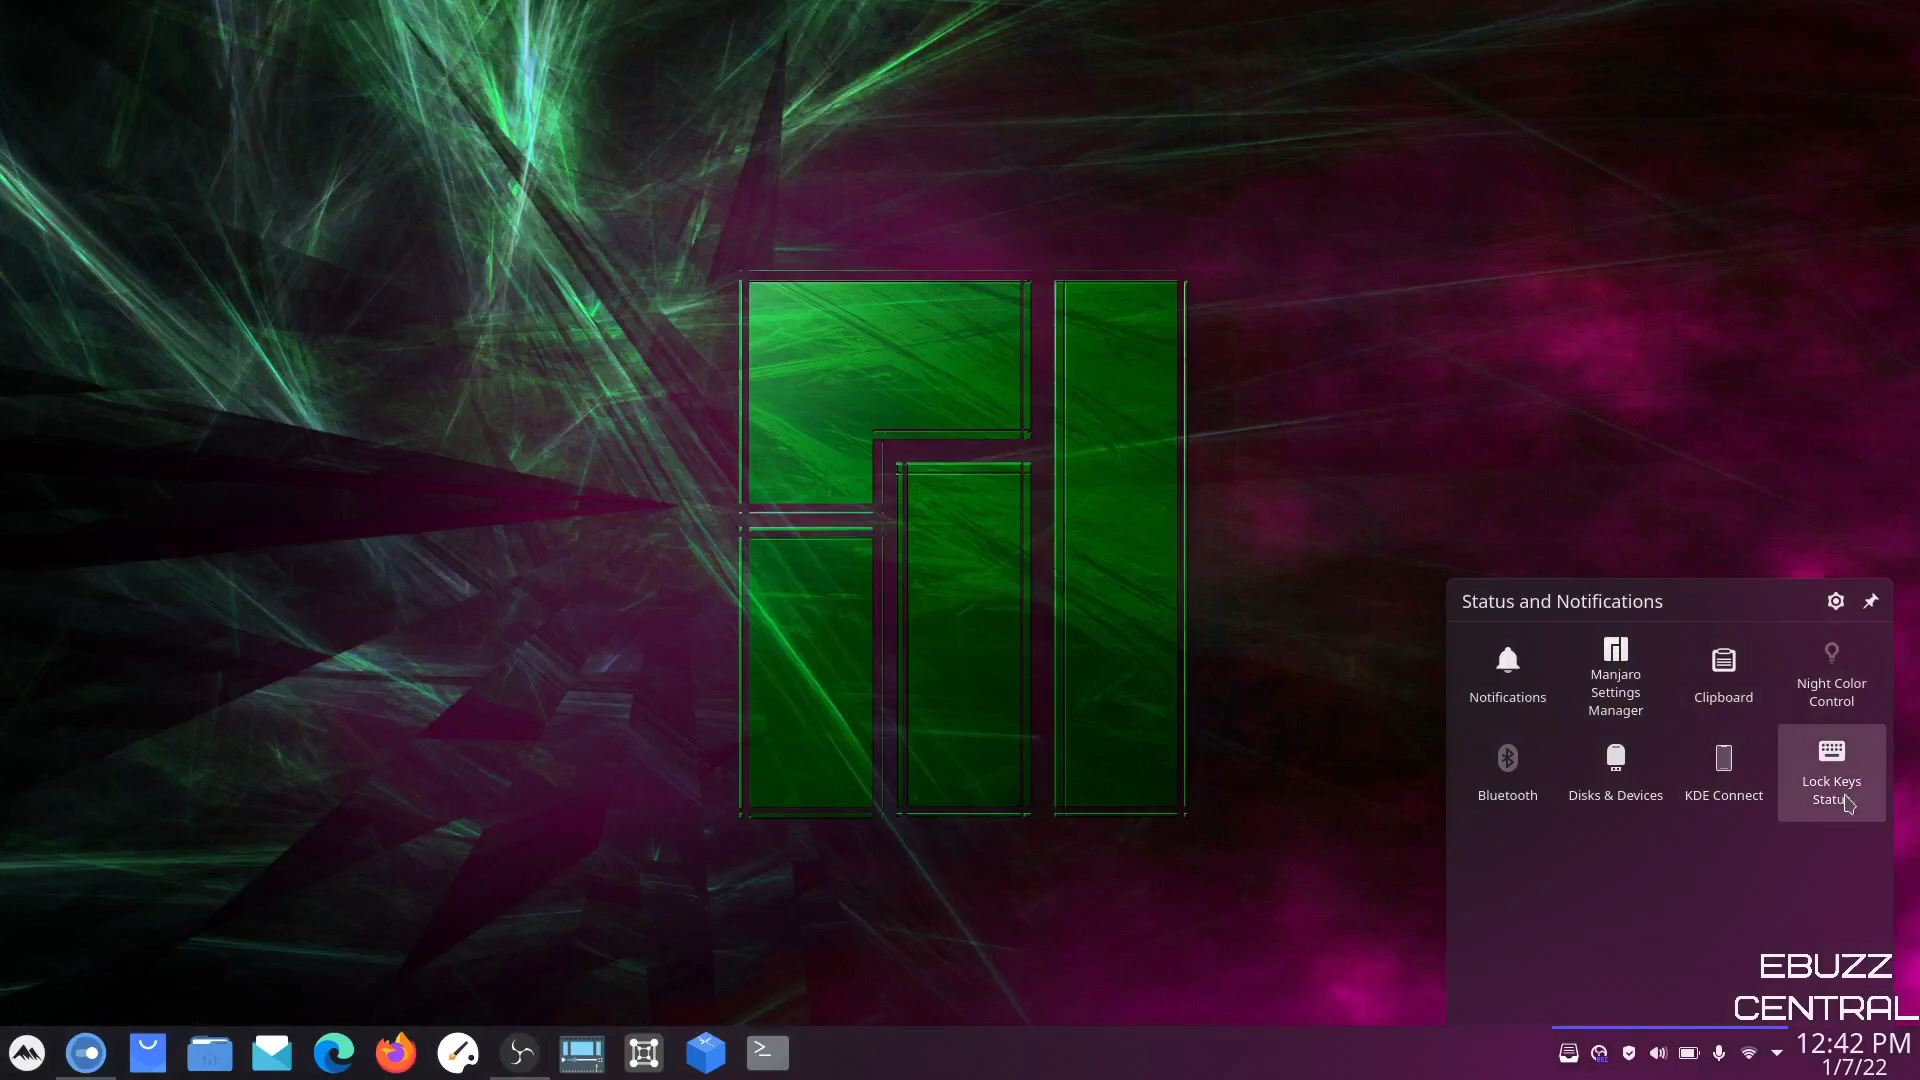 Status and Notifications
Notifications
Manjaro
Settings
Manager
Clipboard
Night Color
Control
Bluetooth
Disks & Devices
KDE Connect
Lock Keys
Status
EBUZZ
CENTRAL
12:42 PM
1/7/22